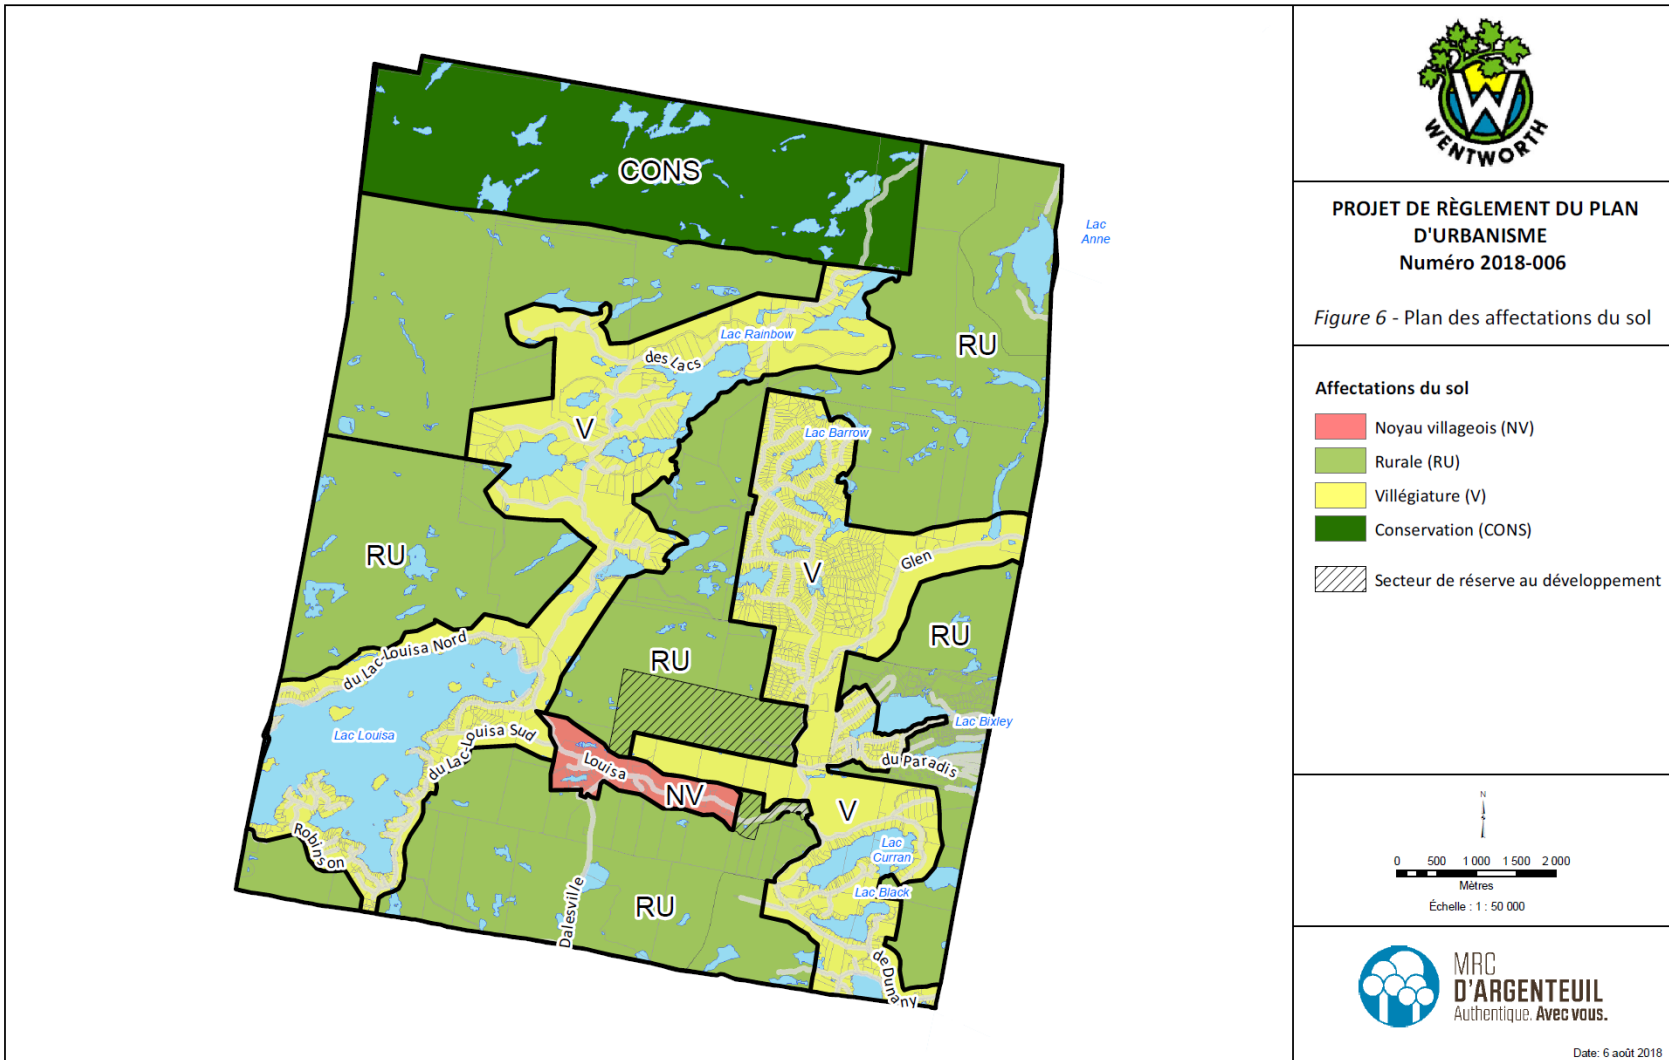 CONS
Lac
Anne
Lac Rainbow
RU
des Lacs
V
Lac Barrow
RU
Glen
V
RU
du Lac-Louisa Nord
RU
Lac Louisa
du Lac-Louisa Sud
Lac Bixley
Louisa
du Paradis
NV
V
Robinson
Lac
Curran
Lac Black
Dalesville
RU
de Dunany
W
WENTWORTH
PROJET DE RÈGLEMENT DU PLAN
D'URBANISME
Numéro 2018-006
Figure 6 - Plan des affectations du sol
Affectations du sol
Noyau villageois (NV)
Rurale (RU)
Villégiature (V)
Conservation (CONS)
Secteur de réserve au développement
N
0 500 1 000 1 500 2 000
Mètres
Échelle : 1 : 50 000
MRC
D'ARGENTEUIL
Authentique. Avec vous.
Date: 6 août 2018